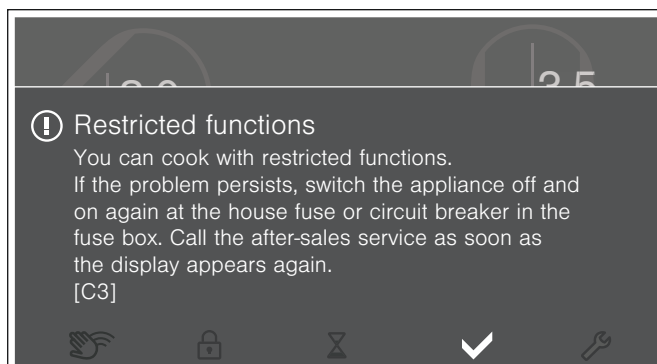 3.5
Restricted functions
You can cook with restricted functions.
If the problem persists, switch the appliance off and
on again at the house fuse or circuit breaker in the
fuse box. Call the after-sales service as soon as
the display appears again.
[C3]